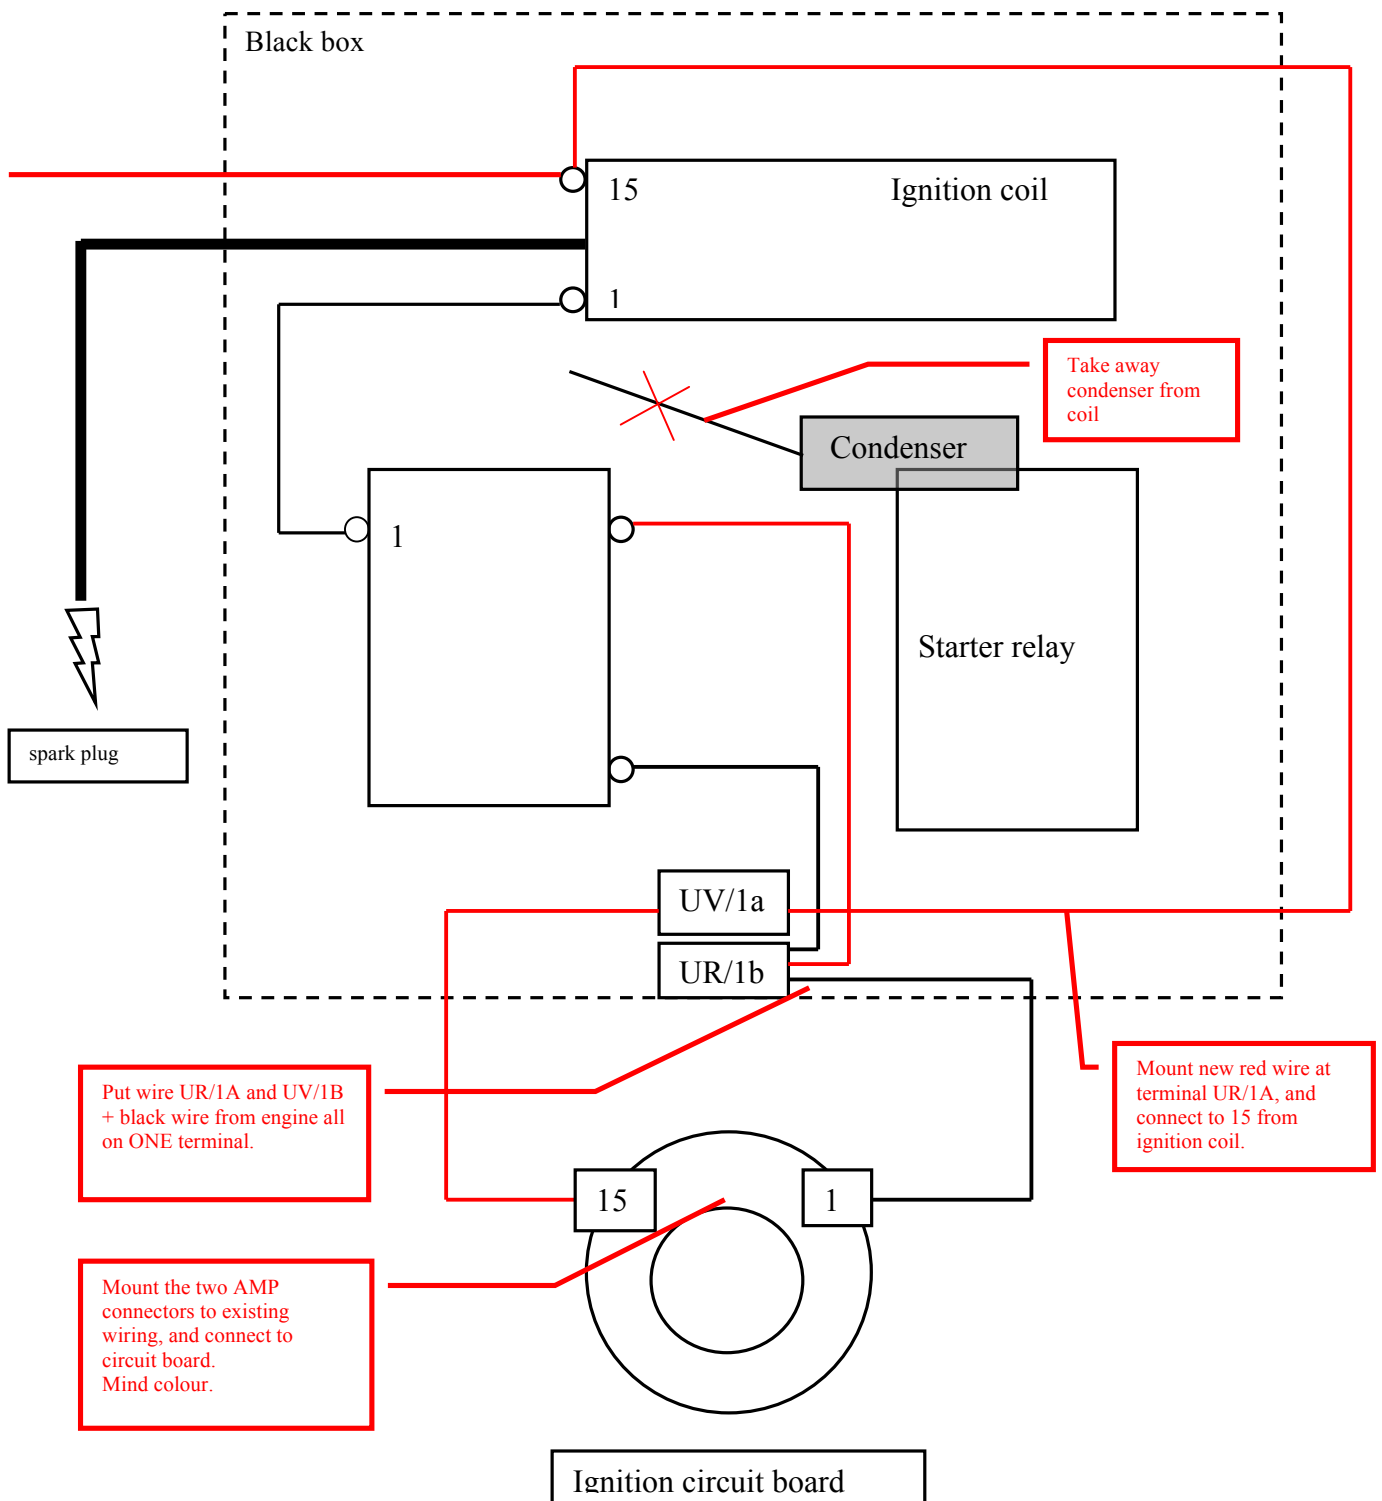 Black box
15
Ignition coil
1
Take away
condenser from
coil
Condenser
1
Starter relay
spark plug
UV/1a
UR/1b
Put wire UR/1A and UV/1B
+ black wire from engine all
on ONE terminal.
Mount new red wire at
terminal UR/1A, and
connect to 15 from
ignition coil.
15
1
Mount the two AMP
connectors to existing
wiring, and connect to
circuit board.
Mind colour.
Ignition circuit board